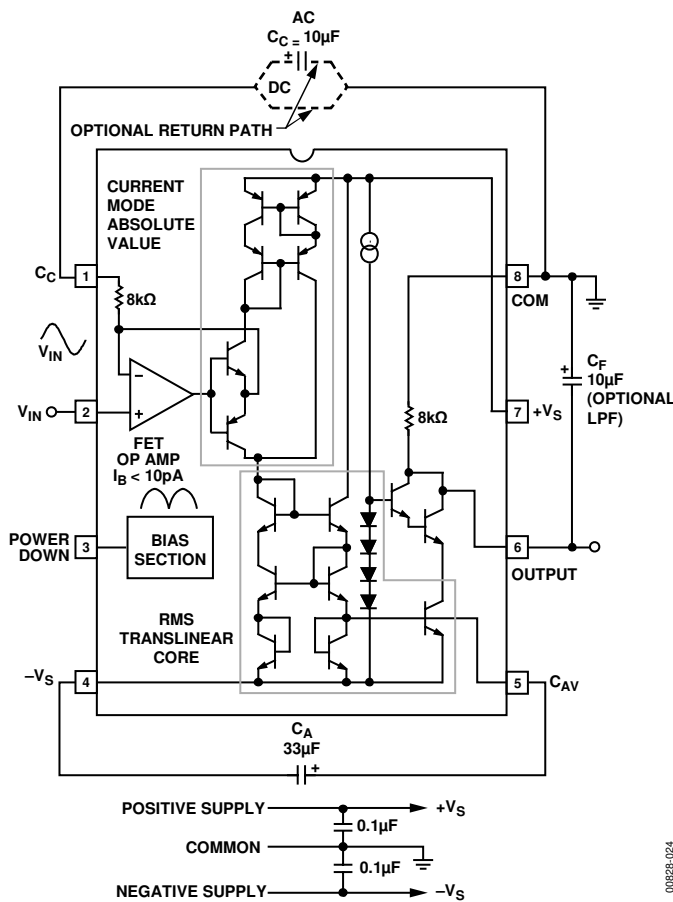 AC
CC = 10µF
+
DC
OPTIONAL RETURN PATH
CURRENT
MODE
ABSOLUTE
VALUE
CC
1
8kΩ
8
COM
VIN
CF
10µF
(OPTIONAL
LPF)
+
–
+
VIN
2
8kΩ
7
+VS
FET
OP AMP
IB < 10pA
POWER
DOWN
3
BIAS
SECTION
6
OUTPUT
RMS
TRANSLINEAR
CORE
–VS
4
5
CAV
CA
33µF
+
POSITIVE SUPPLY
+VS
0.1µF
COMMON
0.1µF
NEGATIVE SUPPLY
–VS
00828-024